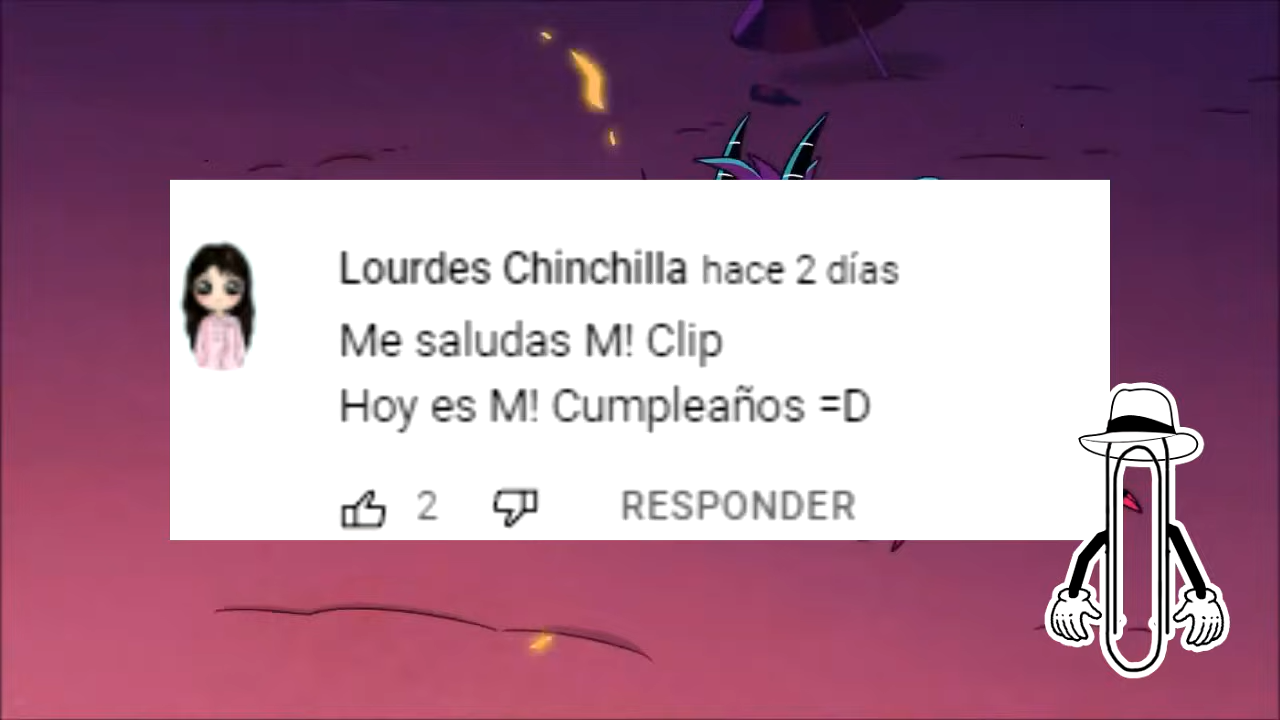 Lourdes Chinchilla hace 2 días
Me saludas M! Clip
Hoy es M! Cumpleaños =D
2 RESPONDER